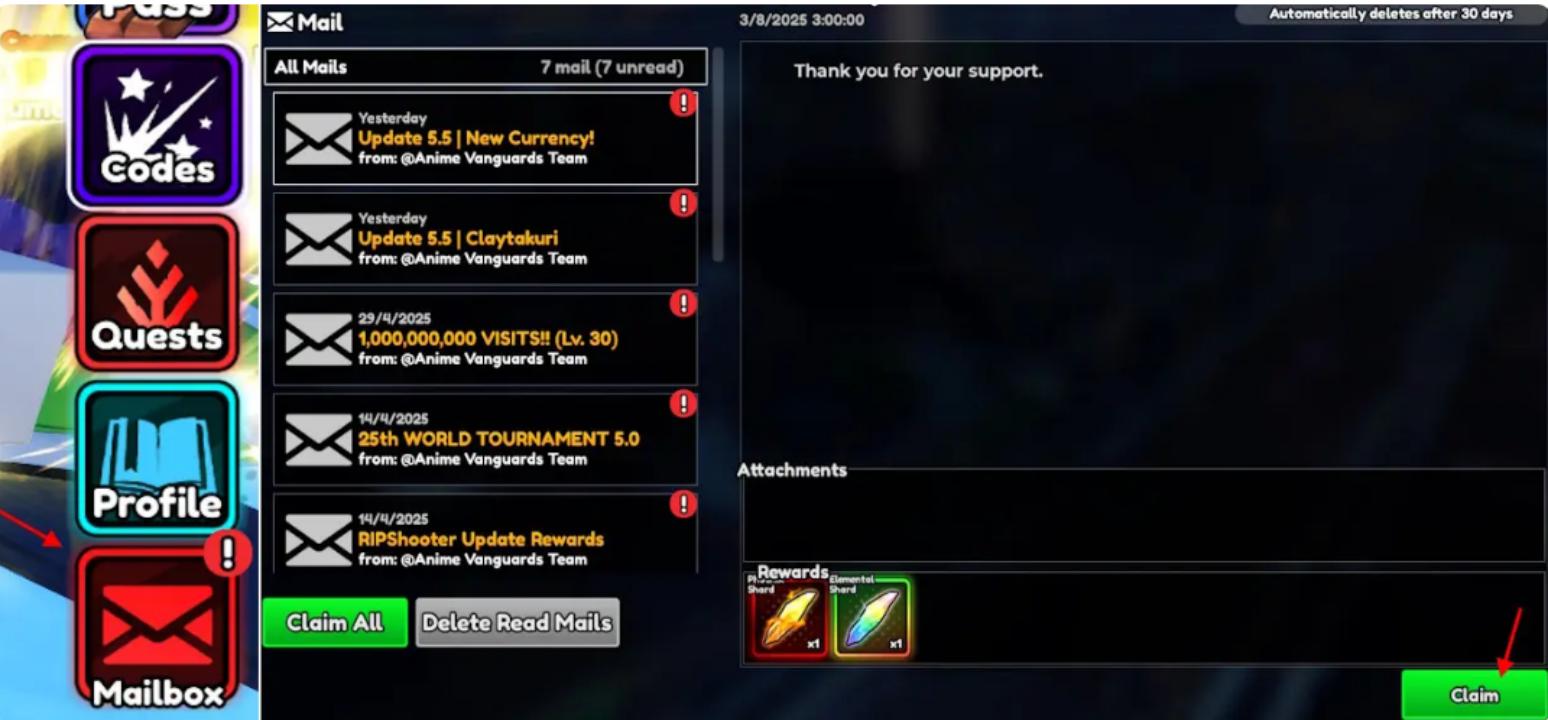 Pass
Codes
Quests
Profile
Mailbox
Mail
All Mails 7 mail (7 unread)
Yesterday
Update 5.5 | New Currency!
from: @Anime Vanguards Team
Yesterday
Update 5.5 | Claytakuri
from: @Anime Vanguards Team
29/4/2025
1,000,000,000 VISITS!! (Lv. 30)
from: @Anime Vanguards Team
14/4/2025
25th WORLD TOURNAMENT 5.0
from: @Anime Vanguards Team
14/4/2025
RIPShooter Update Rewards
from: @Anime Vanguards Team
Claim All
Delete Read Mails
3/8/2025 3:00:00
Automatically deletes after 30 days
Thank you for your support.
Attachments
Rewards
Shard
x1
Elemental
Shard
x1
Claim